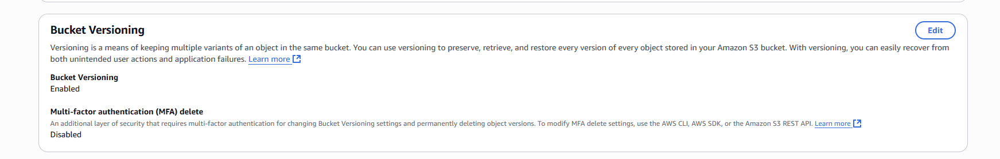 Bucket Versioning
Edit
Versioning is a means of keeping multiple variants of an object in the same bucket. You can use versioning to preserve, retrieve, and restore every version of every object stored in your Amazon S3 bucket. With versioning, you can easily recover from
both unintended user actions and application failures. Learn more
Bucket Versioning
Enabled
Multi-factor authentication (MFA) delete
An additional layer of security that requires multi-factor authentication for changing Bucket Versioning settings and permanently deleting object versions. To modify MFA delete settings, use the AWS CLI, AWS SDK, or the Amazon S3 REST API. Learn more
Disabled